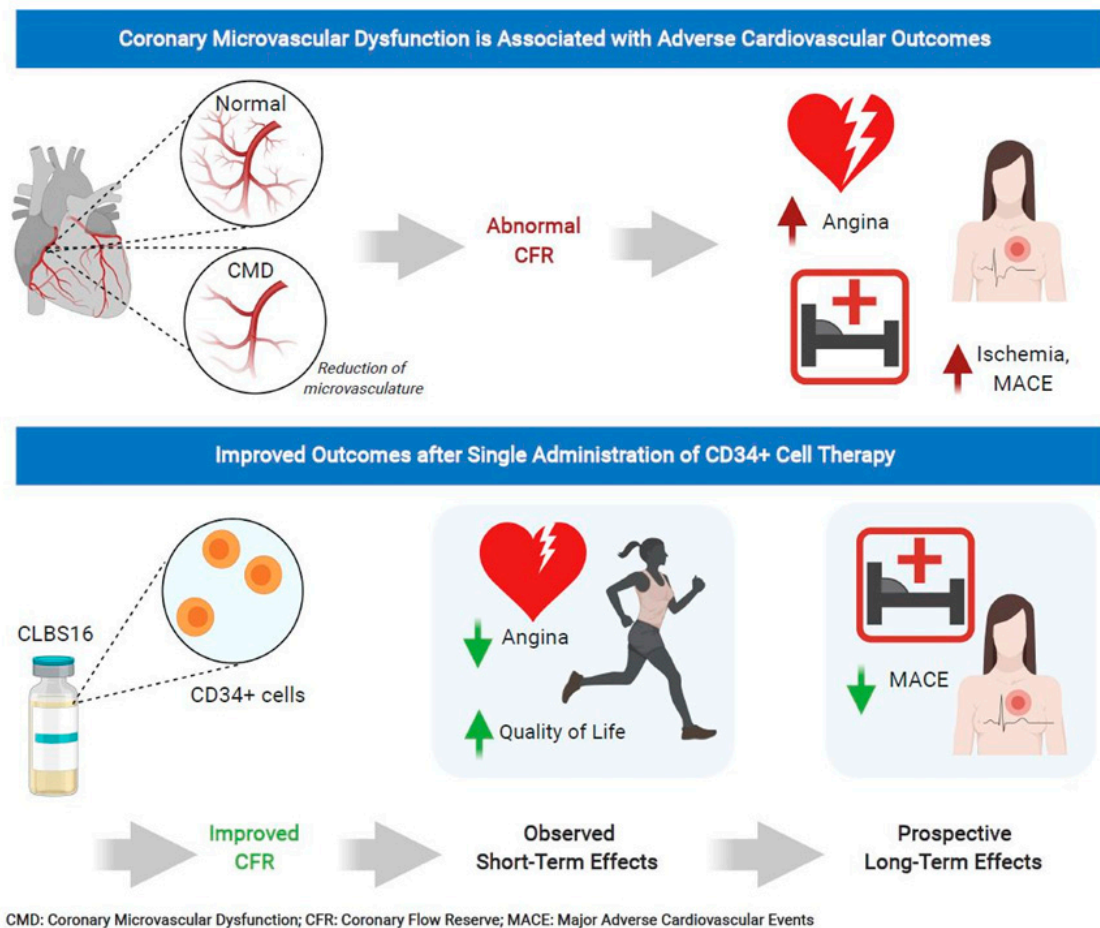 Coronary Microvascular Dysfunction is Associated with Adverse Cardiovascular Outcomes
Normal
CMD
Reduction of
microvasculature
Abnormal
CFR
Angina
Ischemia,
MACE
Improved Outcomes after Single Administration of CD34+ Cell Therapy
CLBS16
CD34+ cells
Angina
Quality of Life
MACE
Improved
CFR
Observed
Short-Term Effects
Prospective
Long-Term Effects
CMD: Coronary Microvascular Dysfunction; CFR: Coronary Flow Reserve; MACE: Major Adverse Cardiovascular Events